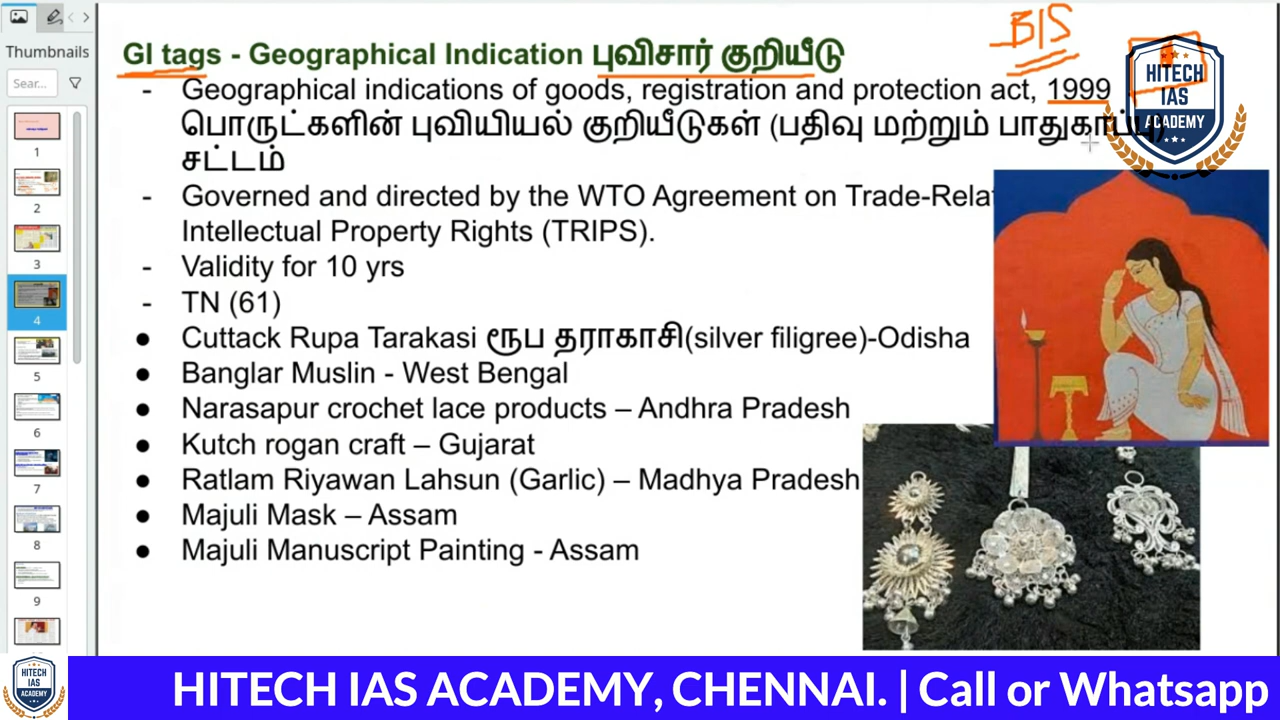 Thumbnails
Sear...
1
2
3
4
5
6
7
8
9
BIS
HITECH
IAS
ACADEMY
GI tags - Geographical Indication புவிசார் குறியீடு
- Geographical indications of goods, registration and protection act, 1999
பொருட்களின் புவியியல் குறியீடுகள் (பதிவு மற்றும் பாதுகாப்பு)
சட்டம்
- Governed and directed by the WTO Agreement on Trade-Relat
Intellectual Property Rights (TRIPS).
- Validity for 10 yrs
- TN (61)
● Cuttack Rupa Tarakasi ரூப தராகாசி(silver filigree)-Odisha
● Banglar Muslin - West Bengal
● Narasapur crochet lace products – Andhra Pradesh
● Kutch rogan craft – Gujarat
● Ratlam Riyawan Lahsun (Garlic) – Madhya Pradesh
● Majuli Mask – Assam
● Majuli Manuscript Painting - Assam
HITECH
IAS
ACADEMY
HITECH IAS ACADEMY, CHENNAI. | Call or Whatsapp